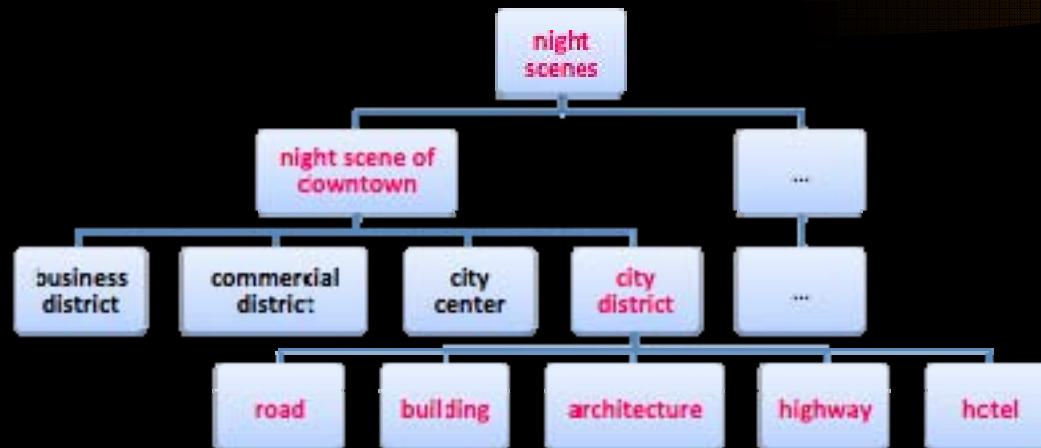 night
scenes
night scene of
downtown
...
business
district
commercial
district
city
center
city
district
...
road
building
architecture
highway
hotel